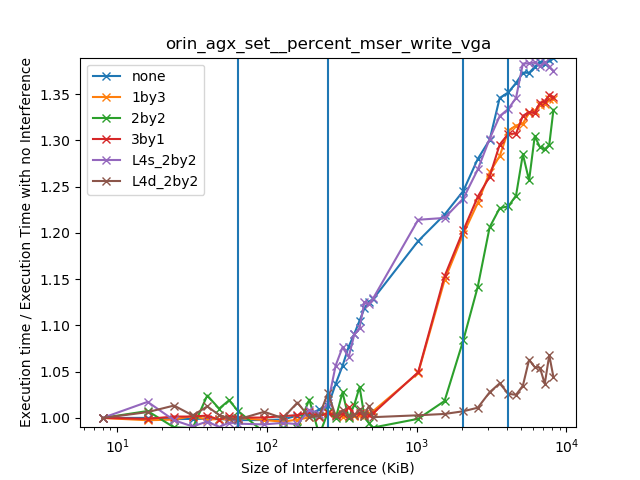 orin_agx_set__percent_mser_write_vga
Execution time / Execution Time with no Interference
1.35
1.30
1.25
1.20
1.15
1.10
1.05
1.00
none
1by3
2by2
3by1
L4s_2by2
L4d_2by2
10¹
10²
10³
10⁴
Size of Interference (KiB)